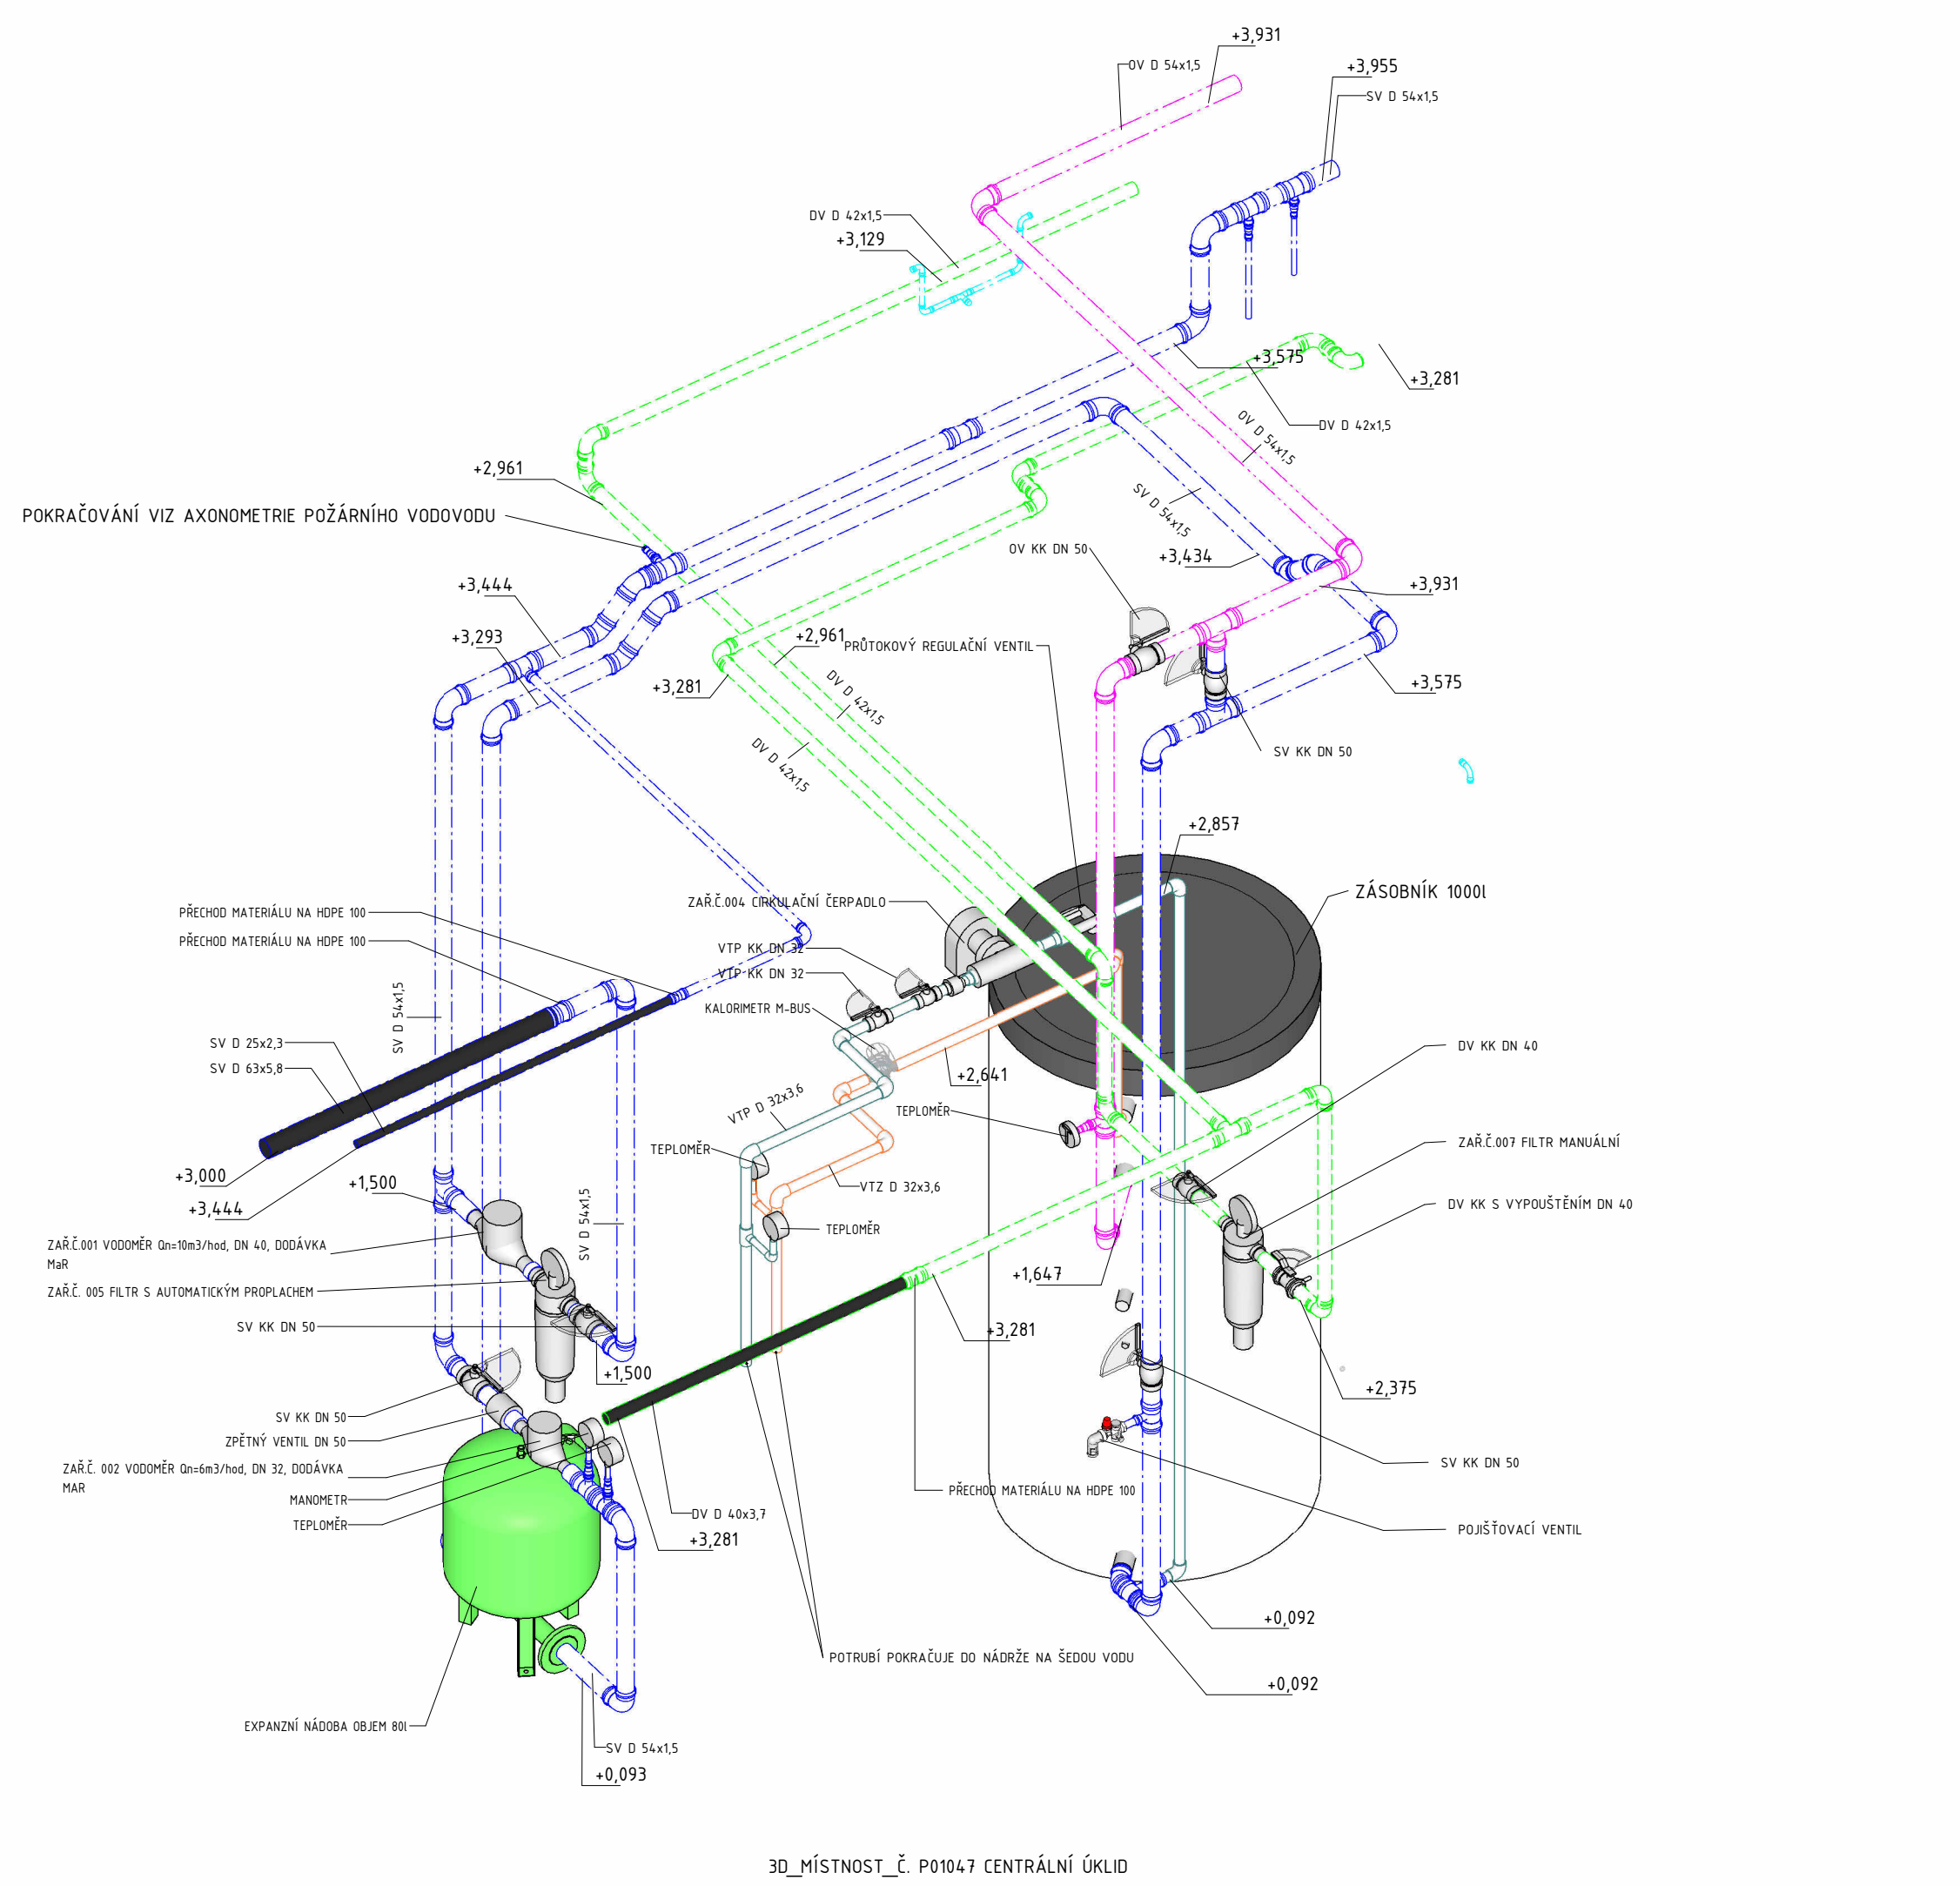 +3,931
OV D 54x1,5
+3,955
SV D 54x1,5
DV D 42x1,5
+3,129
+3,575
+3,281
DV D 42x1,5
OV D 54x1,5
+2,961
SV D 54x1,5
POKRAČOVÁNÍ VIZ AXONOMETRIE POŽÁRNÍHO VODOVODU
OV KK DN 50
+3,434
+3,444
+3,931
+3,293
+2,961
PRŮTOKOVÝ REGULAČNÍ VENTIL
+3,281
DV D 42x1,5
+3,575
DV D 42x1,5
SV KK DN 50
+2,857
ZÁSOBNÍK 1000l
ZAŘ.Č.004 CIRKULAČNÍ ČERPADLO
PŘECHOD MATERIÁLU NA HDPE 100
PŘECHOD MATERIÁLU NA HDPE 100
VTP KK DN 32
VTP KK DN 32
KALORIMETR M-BUS
SV D 54x1,5
SV D 25x2,3
SV D 63x5,8
DV KK DN 40
+2,641
VTP D 32x3,6
TEPLOMĚR
TEPLOMĚR
ZAŘ.Č.007 FILTR MANUÁLNÍ
+3,000
+1,500
VTZ D 32x3,6
+3,444
SV D 54x1,5
DV KK S VYPOUŠTĚNÍM DN 40
TEPLOMĚR
ZAŘ.Č.001 VODOMĚR Qn=10m3/hod, DN 40, DODÁVKA
MaR
+1,647
ZAŘ.Č. 005 FILTR S AUTOMATICKÝM PROPLACHEM
SV KK DN 50
+3,281
+1,500
+2,375
SV KK DN 50
ZPĚTNÝ VENTIL DN 50
ZAŘ.Č. 002 VODOMĚR Qn=6m3/hod, DN 32, DODÁVKA
MAR
SV KK DN 50
MANOMETR
PŘECHOD MATERIÁLU NA HDPE 100
TEPLOMĚR
DV D 40x3,7
+3,281
POJIŠŤOVACÍ VENTIL
+0,092
POTRUBÍ POKRAČUJE DO NÁDRŽE NA ŠEDOU VODU
+0,092
EXPANZNÍ NÁDOBA OBJEM 80l
SV D 54x1,5
+0,093
3D_MÍSTNOST_Č. P01047 CENTRÁLNÍ ÚKLID